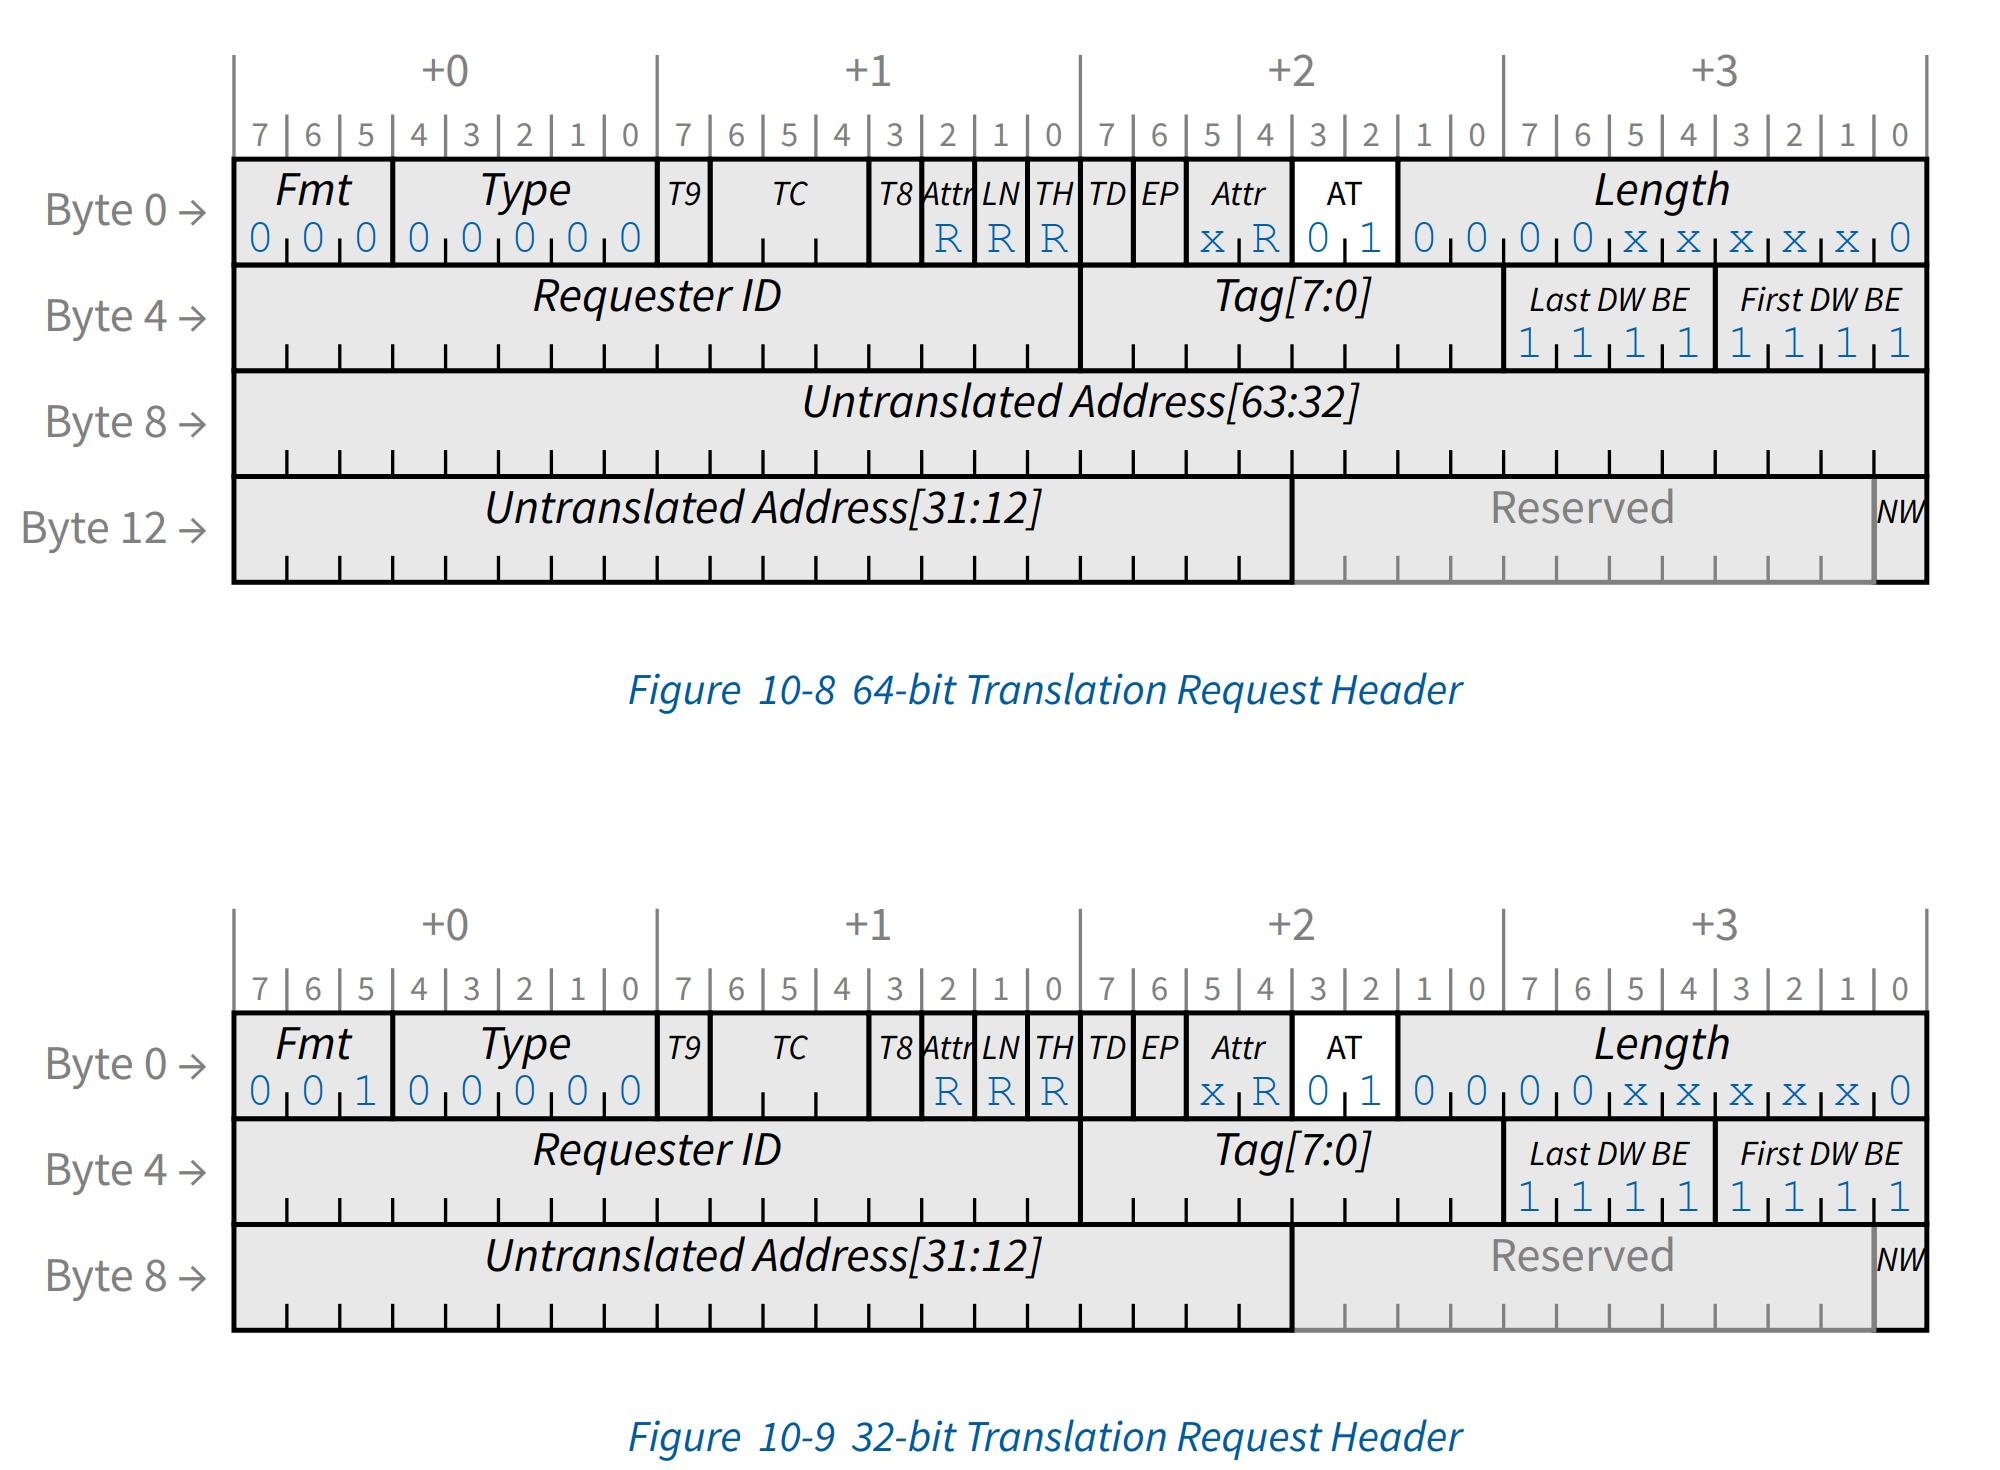 +0 +1 +2 +3
7 6 5 4 3 2 1 0 7 6 5 4 3 2 1 0 7 6 5 4 3 2 1 0 7 6 5 4 3 2 1 0
Byte 0 → Fmt Type T9 TC T8 Attr LN TH TD EP Attr AT Length
0 0 0 0 0 0 0 0 R R R x R 0 1 0 0 0 0 x x x x x 0
Byte 4 → Requester ID Tag[7:0] Last DW BE First DW BE
1 1 1 1 1 1 1 1
Byte 8 → Untranslated Address[63:32]
Byte 12 → Untranslated Address[31:12] Reserved NW
Figure 10-8 64-bit Translation Request Header
+0 +1 +2 +3
7 6 5 4 3 2 1 0 7 6 5 4 3 2 1 0 7 6 5 4 3 2 1 0 7 6 5 4 3 2 1 0
Byte 0 → Fmt Type T9 TC T8 Attr LN TH TD EP Attr AT Length
0 0 1 0 0 0 0 0 R R R x R 0 1 0 0 0 0 x x x x x 0
Byte 4 → Requester ID Tag[7:0] Last DW BE First DW BE
1 1 1 1 1 1 1 1
Byte 8 → Untranslated Address[31:12] Reserved NW
Figure 10-9 32-bit Translation Request Header